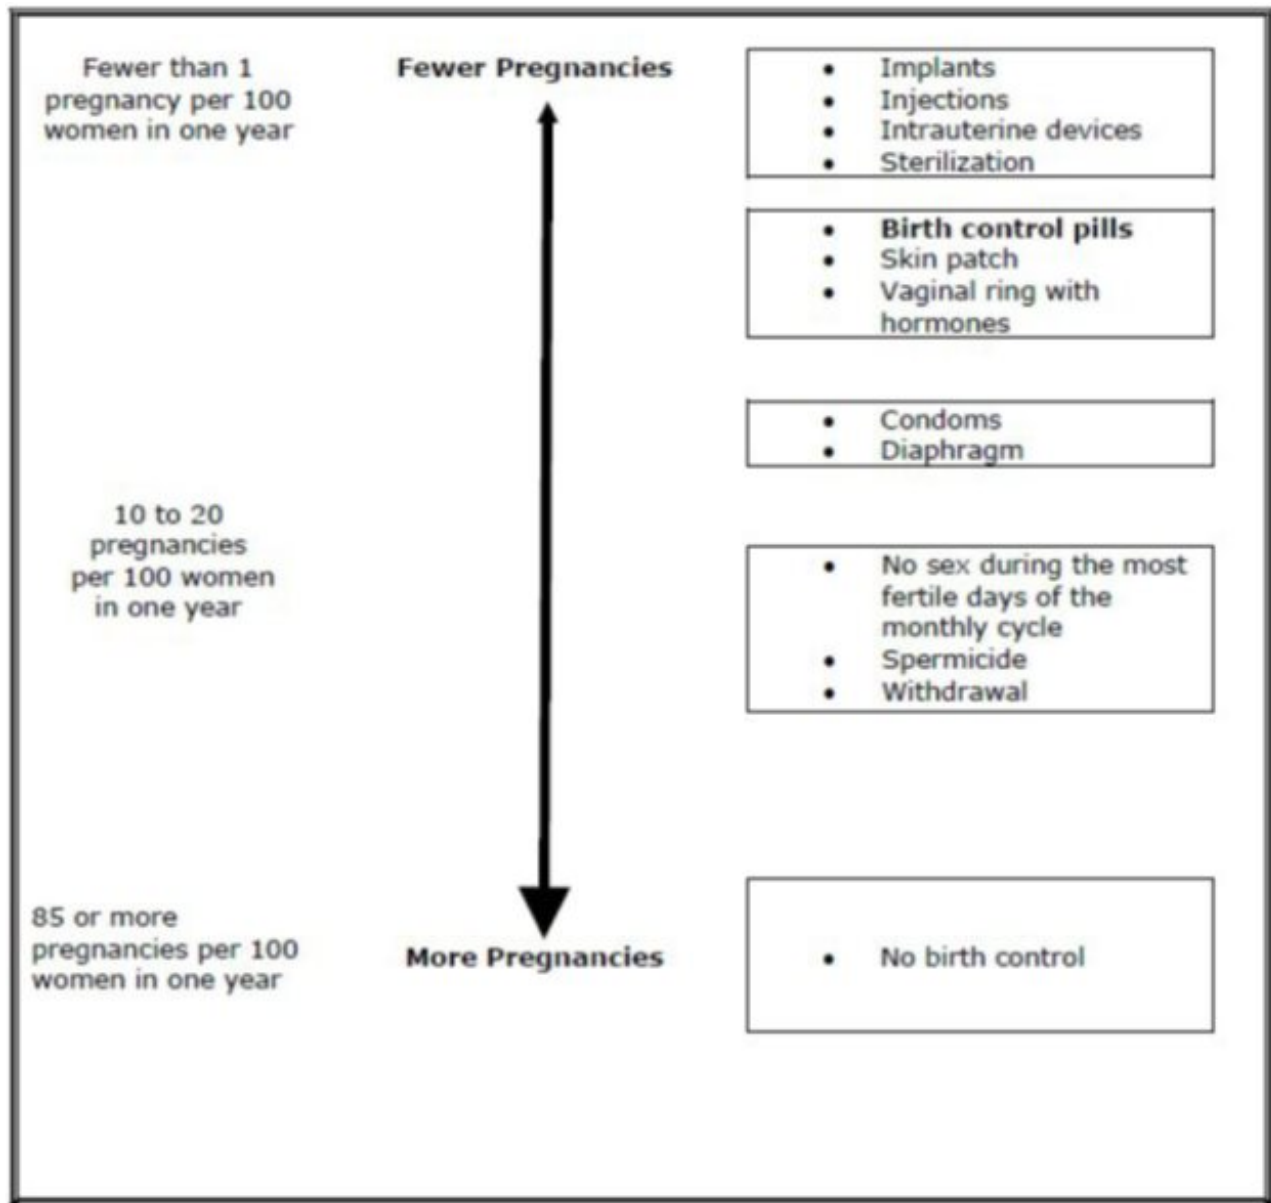 Fewer than 1
pregnancy per 100
women in one year
Fewer Pregnancies
• Implants
• Injections
• Intrauterine devices
• Sterilization
• Birth control pills
• Skin patch
• Vaginal ring with
hormones
• Condoms
• Diaphragm
10 to 20
pregnancies
per 100 women
in one year
• No sex during the most
fertile days of the
monthly cycle
• Spermicide
• Withdrawal
85 or more
pregnancies per 100
women in one year
More Pregnancies
• No birth control